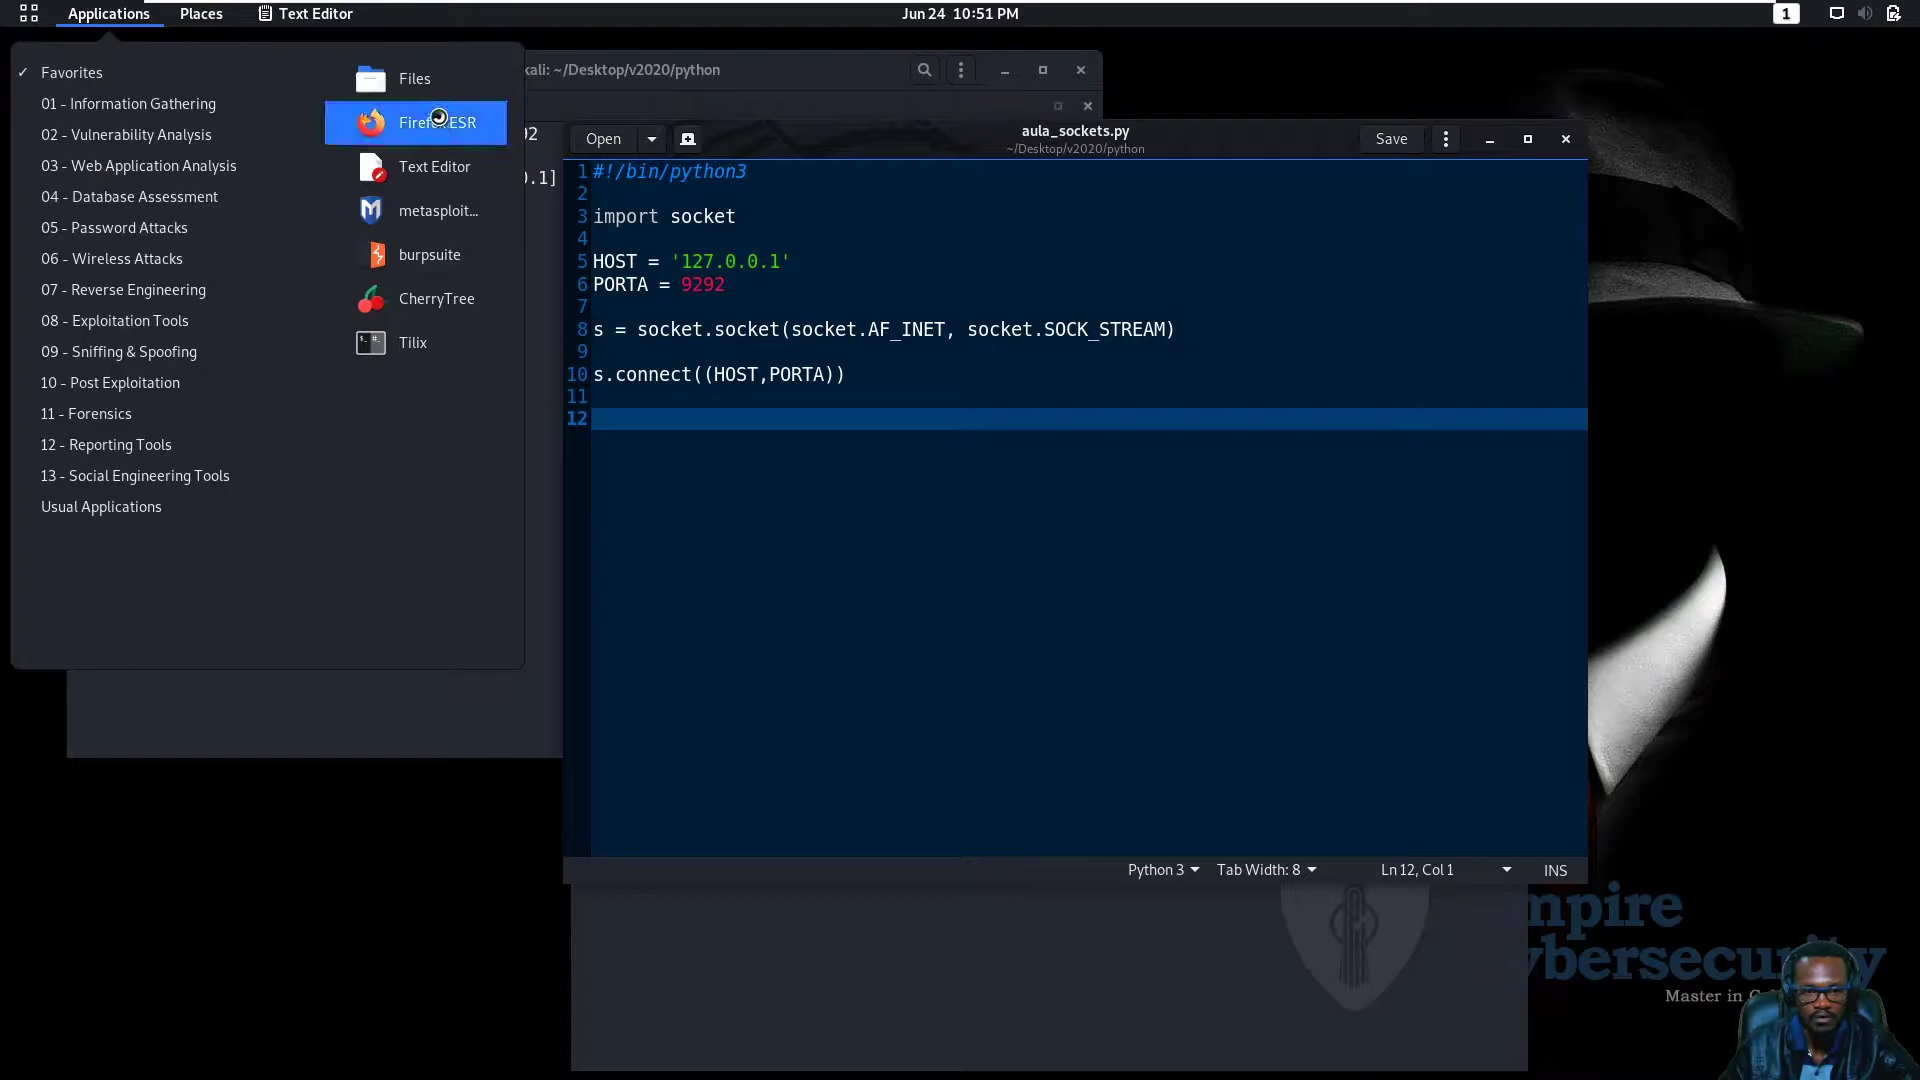 Applications Places Text Editor Jun 24 10:51 PM 1
Favorites
01 - Information Gathering
02 - Vulnerability Analysis
03 - Web Application Analysis
04 - Database Assessment
05 - Password Attacks
06 - Wireless Attacks
07 - Reverse Engineering
08 - Exploitation Tools
09 - Sniffing & Spoofing
10 - Post Exploitation
11 - Forensics
12 - Reporting Tools
13 - Social Engineering Tools
Usual Applications
Files
Firefox ESR
Text Editor
metasploit...
burpsuite
CherryTree
Tilix
kali: ~/Desktop/v2020/python
92
0.1]
Open aula_sockets.py Save
~/Desktop/v2020/python
1 #!/bin/python3
2
3 import socket
4
5 HOST = '127.0.0.1'
6 PORTA = 9292
7
8 s = socket.socket(socket.AF_INET, socket.SOCK_STREAM)
9
10 s.connect((HOST,PORTA))
11
12
Python 3 Tab Width: 8 Ln 12, Col 1 INS
mpire
ybersecurity
Master in